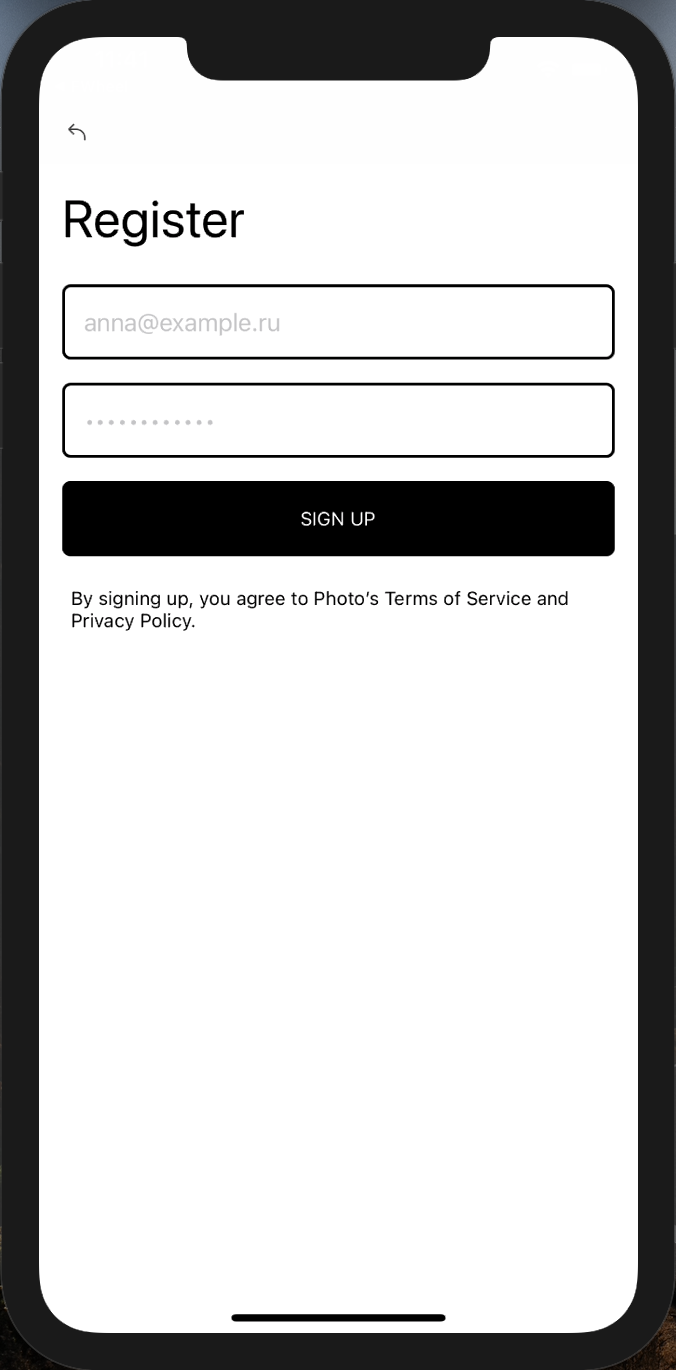 Register
anna@example.ru
••••••••••••
SIGN UP
By signing up, you agree to Photo’s Terms of Service and
Privacy Policy.